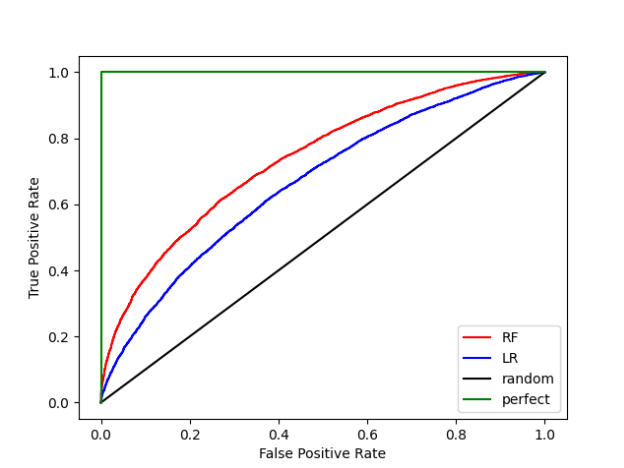 1.0
0.8
0.6
0.4
0.2
0.0
True Positive Rate
0.0 0.2 0.4 0.6 0.8 1.0
False Positive Rate
RF
LR
random
perfect